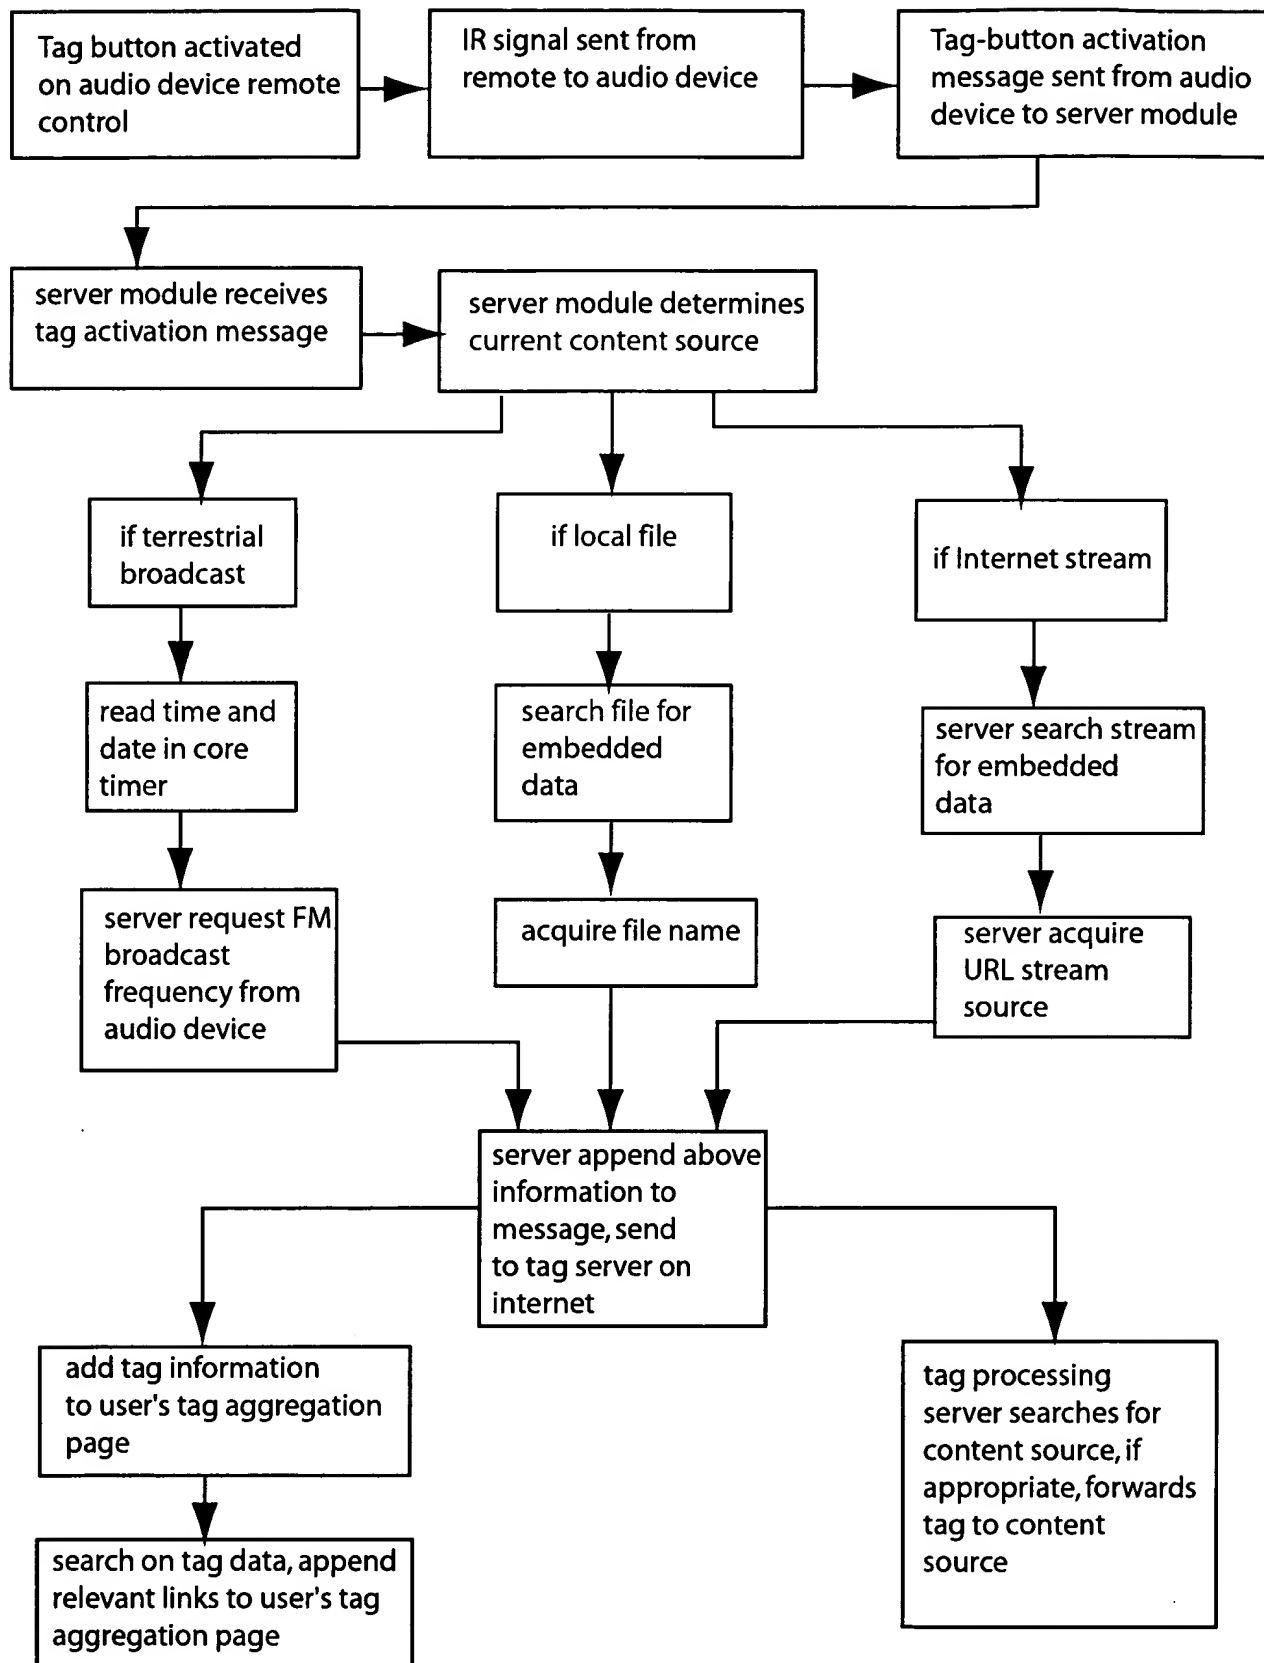 Tag button activated
on audio device remote
control
IR signal sent from
remote to audio device
Tag-button activation
message sent from audio
device to server module
server module receives
tag activation message
server module determines
current content source
if terrestrial
broadcast
if local file
if Internet stream
read time and
date in core
timer
search file for
embedded
data
server search stream
for embedded
data
server request FM
broadcast
frequency from
audio device
acquire file name
server acquire
URL stream
source
server append above
information to
message, send
to tag server on
internet
add tag information
to user's tag aggregation
page
tag processing
server searches for
content source, if
appropriate, forwards
tag to content
source
search on tag data, append
relevant links to user's tag
aggregation page